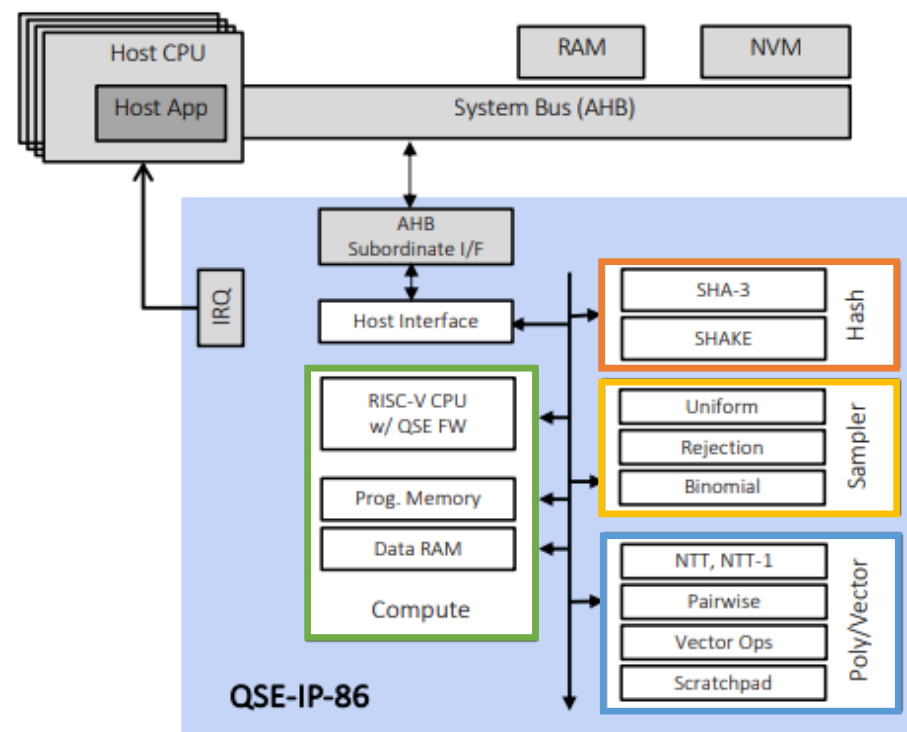 Host CPU
Host App
RAM
NVM
System Bus (AHB)
AHB
Subordinate I/F
IRQ
Host Interface
SHA-3
SHAKE
Hash
RISC-V CPU
w/ QSE FW
Prog. Memory
Data RAM
Compute
Uniform
Rejection
Binomial
Sampler
NTT, NTT-1
Pairwise
Vector Ops
Scratchpad
Poly/Vector
QSE-IP-86